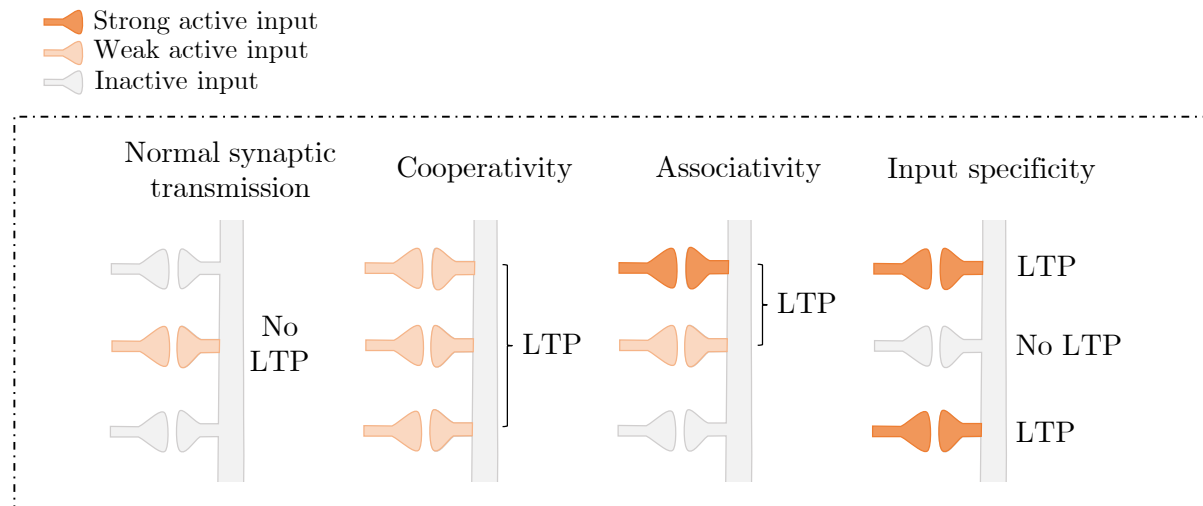 Strong active input
Weak active input
Inactive input
Normal synaptic
transmission
Cooperativity
Associativity
Input specificity
No
LTP
LTP
LTP
LTP
No LTP
LTP